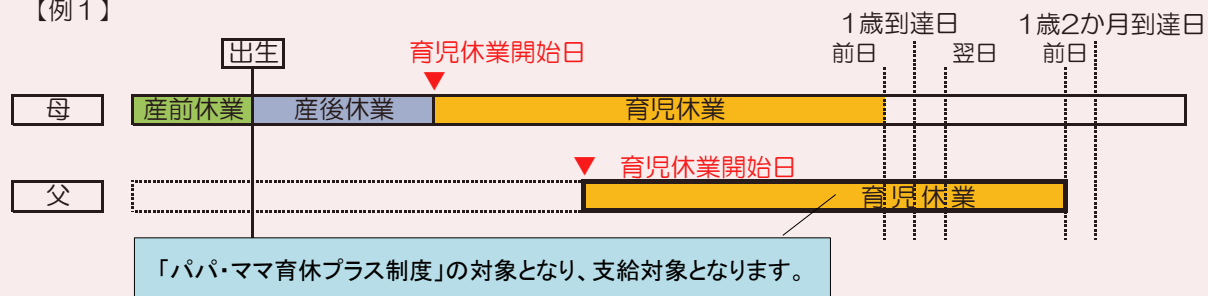 【例1】
1歳到達日 1歳2か月到達日
出生 育児休業開始日 前日 翌日 前日
母 産前休業 産後休業 育児休業
育児休業開始日
父 育児休業
「パパ・ママ育休プラス制度」の対象となり、支給対象となります。